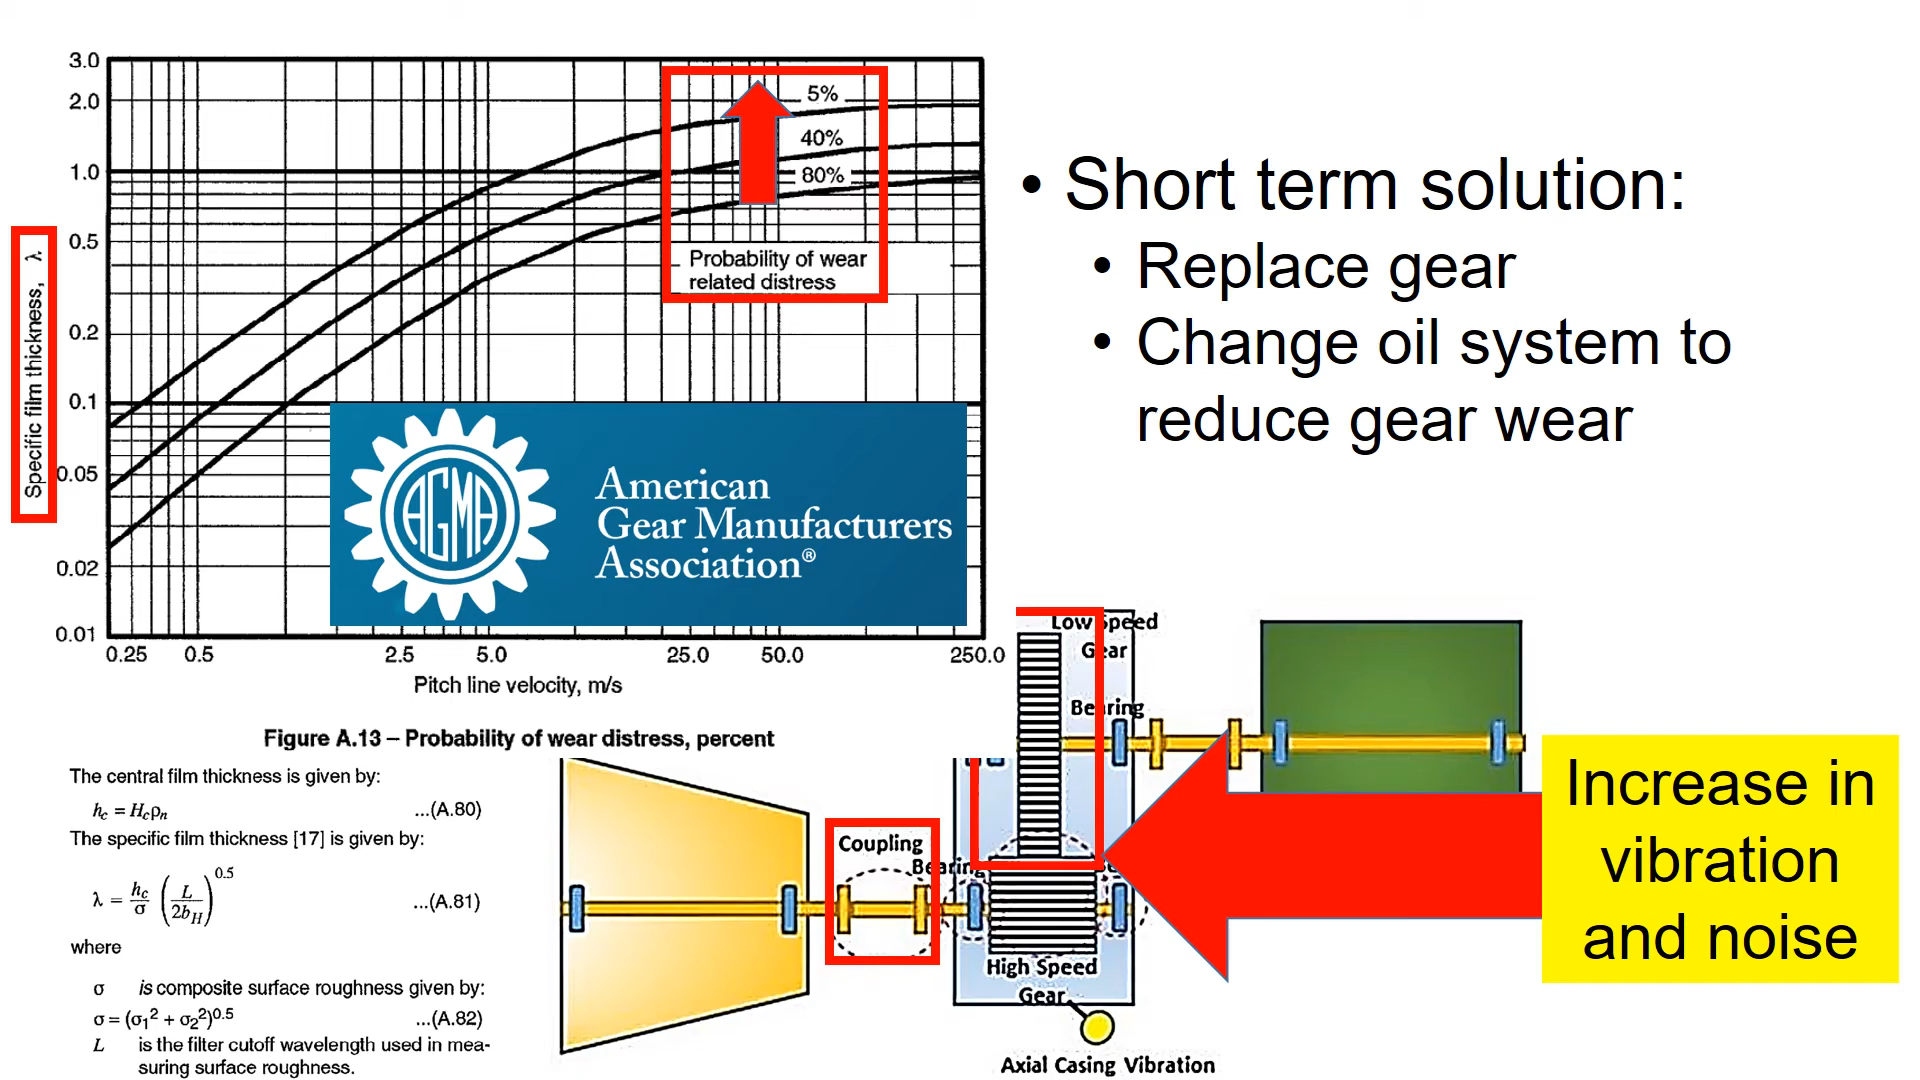 3.0
2.0
1.0
0.5
0.2
0.1
0.05
0.02
0.01
Specific film thickness, λ
5%
40%
80%
Probability of wear
related distress
AGMA
American
Gear Manufacturers
Association®
0.25 0.5 2.5 5.0 25.0 50.0 250.0
Pitch line velocity, m/s
Figure A.13 – Probability of wear distress, percent
The central film thickness is given by:
h_c = H_c ρ_n ...(A.80)
The specific film thickness [17] is given by:
λ = h_c/σ (L/2b_H)^0.5 ...(A.81)
where
σ is composite surface roughness given by:
σ = (σ₁² + σ₂²)^0.5 ...(A.82)
L is the filter cutoff wavelength used in mea-
suring surface roughness.
• Short term solution:
• Replace gear
• Change oil system to
reduce gear wear
Low Speed
Gear
Bearing
Coupling
Bearing
High Speed
Gear
Axial Casing Vibration
Increase in
vibration
and noise